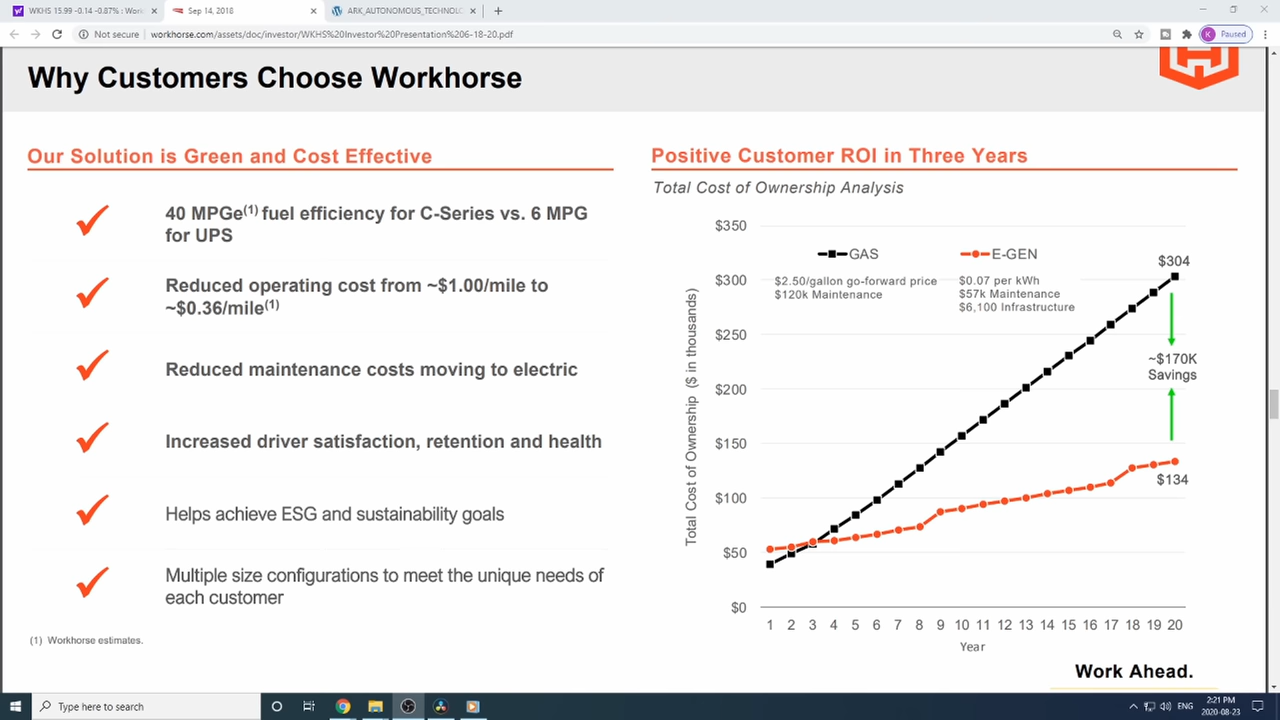 WKHS 15.99 -0.14 -0.87% : Work
Sep 14, 2018
ARK_AUTONOMOUS_TECHNOLO
Not secure
workhorse.com/assets/doc/investor/WKHS%20Investor%20Presentation%206-18-20.pdf
K Paused
Why Customers Choose Workhorse
Our Solution is Green and Cost Effective
40 MPGe(1) fuel efficiency for C-Series vs. 6 MPG
for UPS
Reduced operating cost from ~$1.00/mile to
~$0.36/mile(1)
Reduced maintenance costs moving to electric
Increased driver satisfaction, retention and health
Helps achieve ESG and sustainability goals
Multiple size configurations to meet the unique needs of
each customer
(1) Workhorse estimates.
Positive Customer ROI in Three Years
Total Cost of Ownership Analysis
Total Cost of Ownership ($ in thousands)
$350
$300
$250
$200
$150
$100
$50
$0
GAS
$2.50/gallon go-forward price
$120k Maintenance
E-GEN
$0.07 per kWh
$57k Maintenance
$6,100 Infrastructure
$304
~$170K
Savings
$134
1 2 3 4 5 6 7 8 9 10 11 12 13 14 15 16 17 18 19 20
Year
Work Ahead.
Type here to search
ENG
2:21 PM
2020-08-23